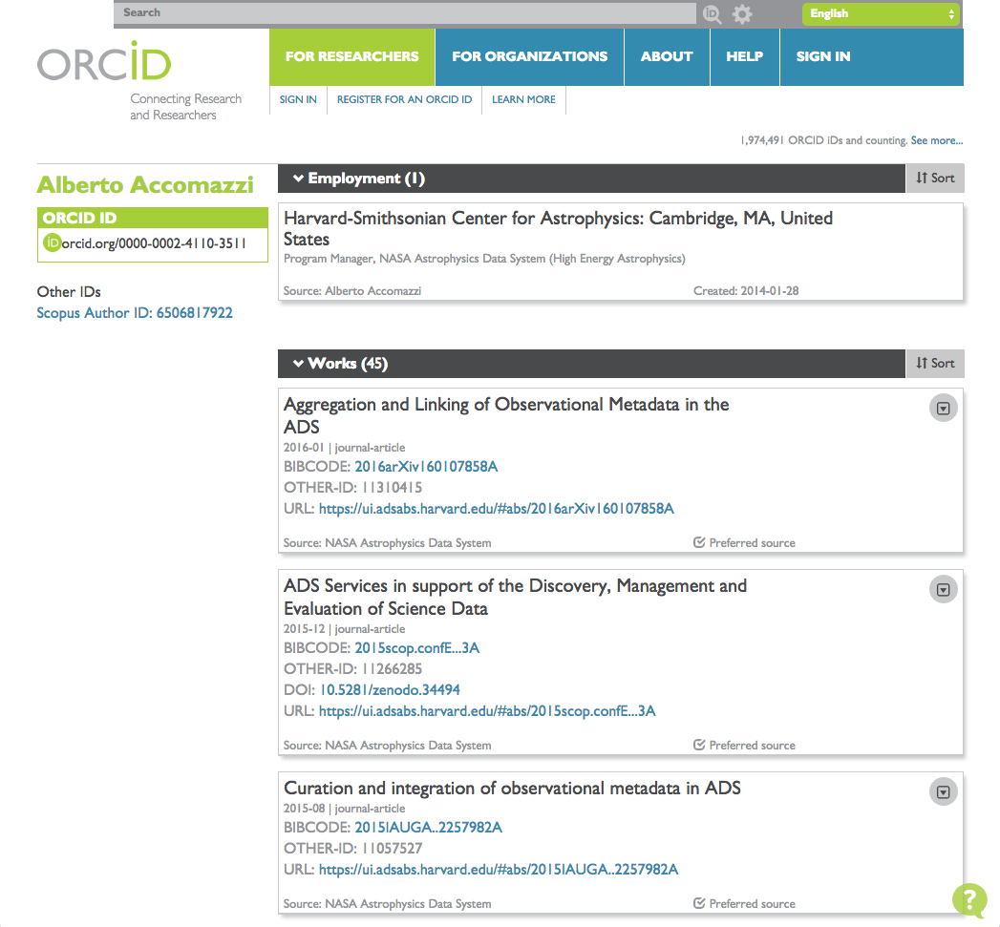 Search
English
ORCID
Connecting Research
and Researchers
FOR RESEARCHERS
FOR ORGANIZATIONS
ABOUT
HELP
SIGN IN
SIGN IN
REGISTER FOR AN ORCID ID
LEARN MORE
1,974,491 ORCID iDs and counting. See more...
Alberto Accomazzi
ORCID ID
iD orcid.org/0000-0002-4110-3511
Other IDs
Scopus Author ID: 6506817922
Employment (1)
Sort
Harvard-Smithsonian Center for Astrophysics: Cambridge, MA, United
States
Program Manager, NASA Astrophysics Data System (High Energy Astrophysics)
Source: Alberto Accomazzi Created: 2014-01-28
Works (45)
Sort
Aggregation and Linking of Observational Metadata in the
ADS
2016-01 | journal-article
BIBCODE: 2016arXiv160107858A
OTHER-ID: 11310415
URL: https://ui.adsabs.harvard.edu/#abs/2016arXiv160107858A
Source: NASA Astrophysics Data System Preferred source
ADS Services in support of the Discovery, Management and
Evaluation of Science Data
2015-12 | journal-article
BIBCODE: 2015scop.confE...3A
OTHER-ID: 11266285
DOI: 10.5281/zenodo.34494
URL: https://ui.adsabs.harvard.edu/#abs/2015scop.confE...3A
Source: NASA Astrophysics Data System Preferred source
Curation and integration of observational metadata in ADS
2015-08 | journal-article
BIBCODE: 2015IAUGA..2257982A
OTHER-ID: 11057527
URL: https://ui.adsabs.harvard.edu/#abs/2015IAUGA..2257982A
Source: NASA Astrophysics Data System Preferred source
?